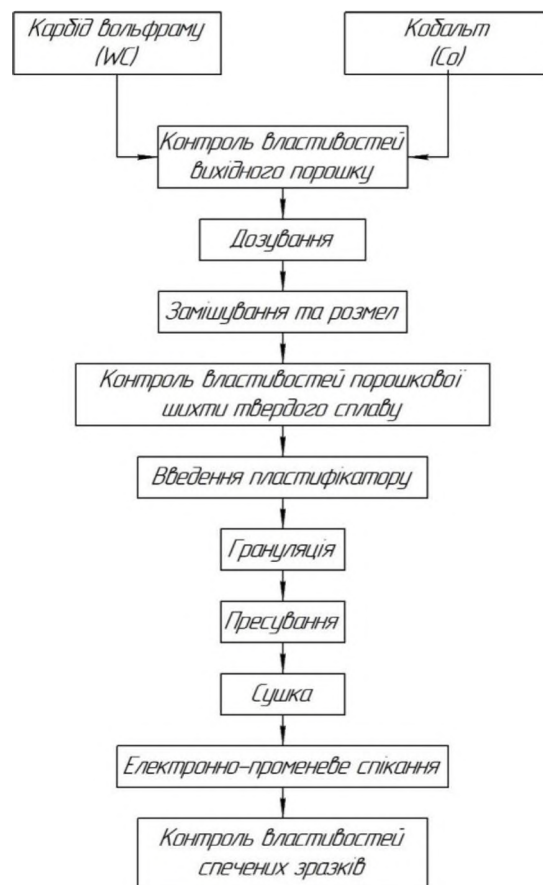 Карбід вольфраму
(WC)
Кобальт
(Co)
Контроль властивостей
вихідного порошку
Дозування
Замішування та розмел
Контроль властивостей порошкової
шихти твердого сплаву
Введення пластифікатору
Грануляція
Пресування
Сушка
Електронно-променеве спікання
Контроль властивостей
спечених зразків